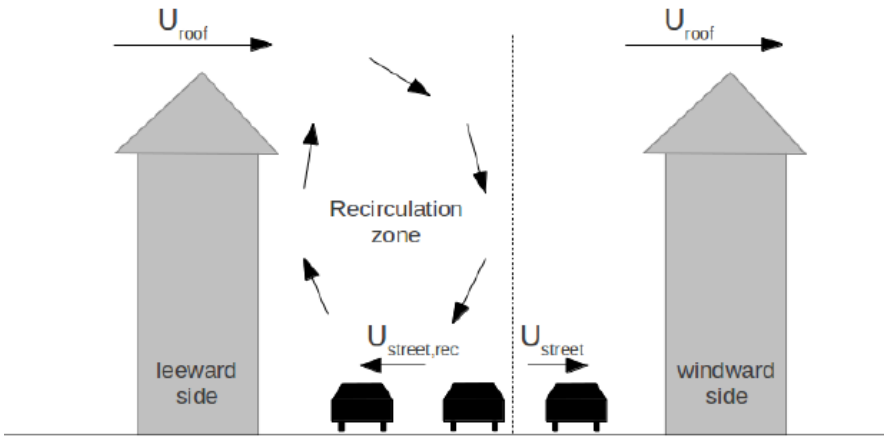 U_roof
U_roof
Recirculation
zone
U_street,rec
U_street
leeward
side
windward
side